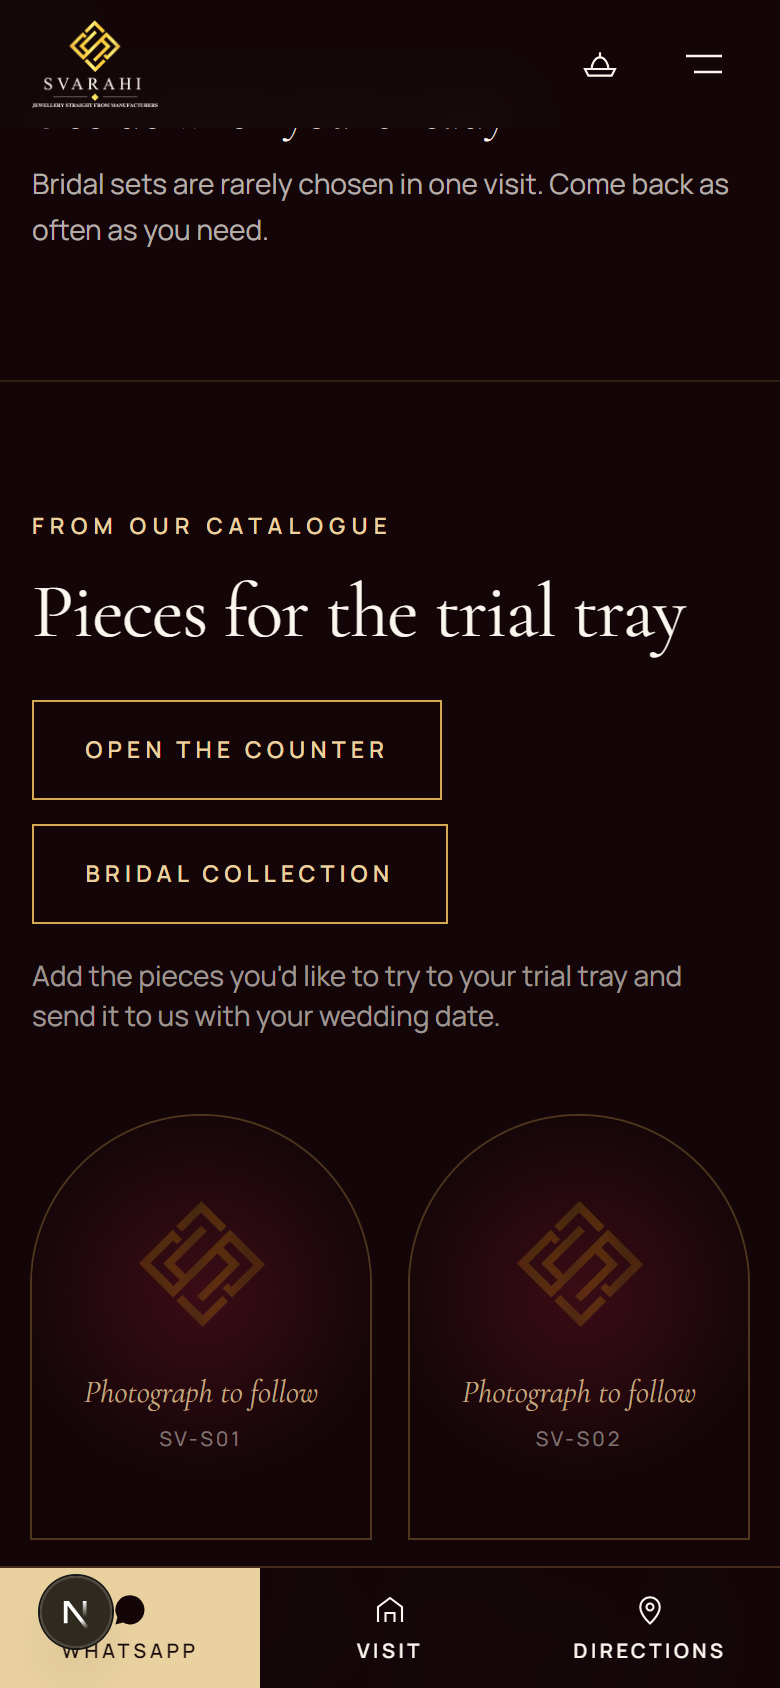 SVARAHI
JEWELLERY STRAIGHT FROM MANUFACTURERS
Bridal sets are rarely chosen in one visit. Come back as
often as you need.
FROM OUR CATALOGUE
Pieces for the trial tray
OPEN THE COUNTER
BRIDAL COLLECTION
Add the pieces you'd like to try to your trial tray and
send it to us with your wedding date.
Photograph to follow
SV-S01
Photograph to follow
SV-S02
N
WHATSAPP
VISIT
DIRECTIONS